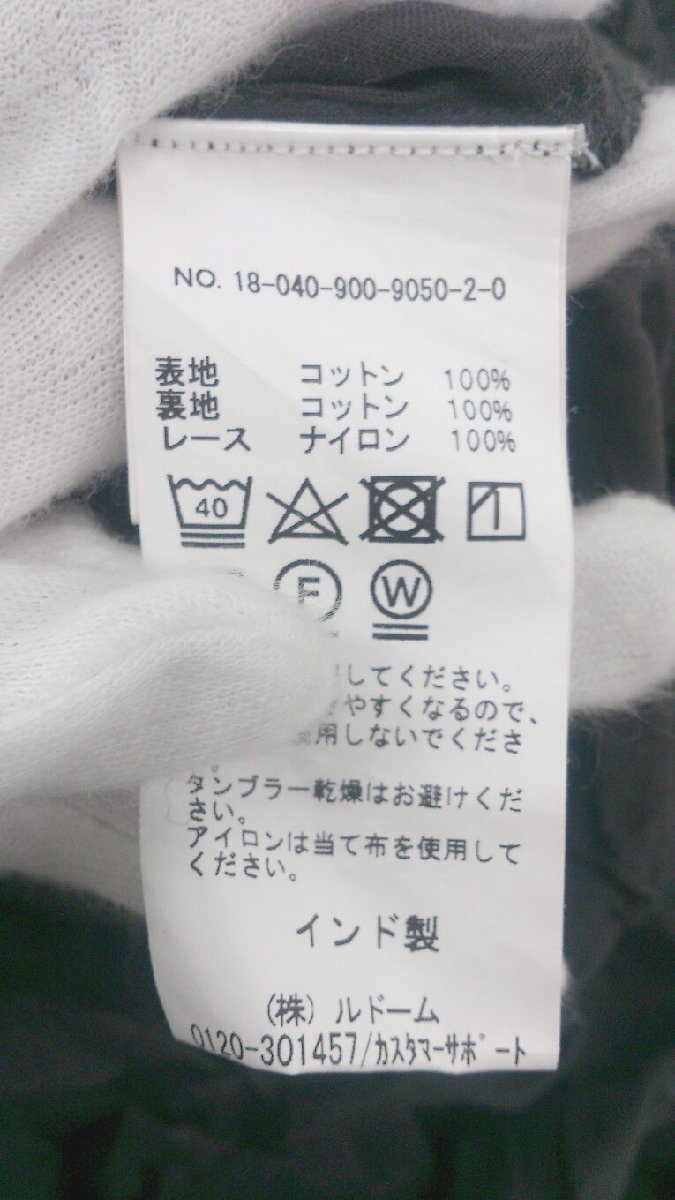 NO. 18-040-900-9050-2-0
表地 コットン 100%
裏地 コットン 100%
レース ナイロン 100%
40
F W
してください。
やすくなるので、
用しないでくださ
。
タンブラー乾燥はお避けくだ
さい。
アイロンは当て布を使用して
ください。
インド製
(株)ルドーム
0120-301457/カスタマーサポート